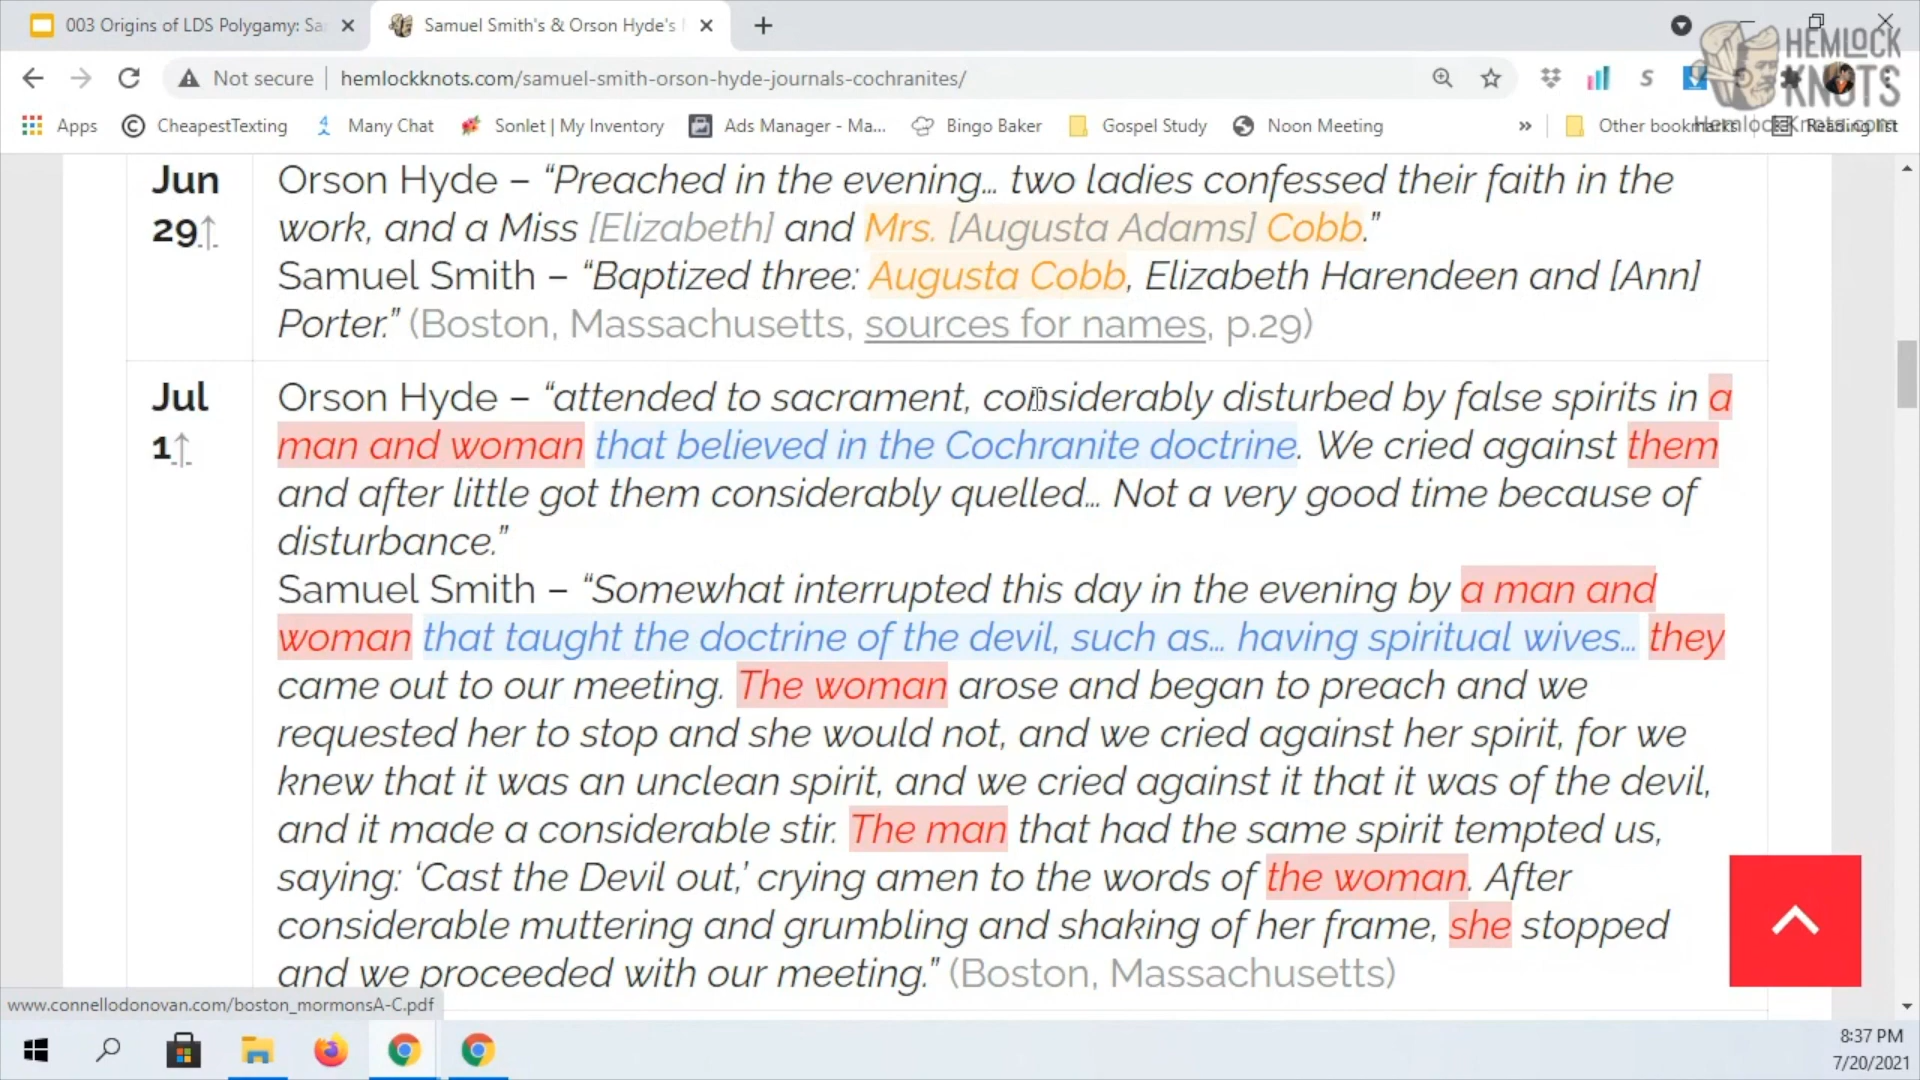 003 Origins of LDS Polygamy: Sa
Samuel Smith's & Orson Hyde's
HEMLOCK
KNOTS
Not secure
hemlockknots.com/samuel-smith-orson-hyde-journals-cochranites/
Apps
CheapestTexting
Many Chat
Sonlet | My Inventory
Ads Manager - Ma...
Bingo Baker
Gospel Study
Noon Meeting
»
Other bookmarks
Reading list
HemlockKnots.com
Jun
29↑
Orson Hyde – “Preached in the evening… two ladies confessed their faith in the
work, and a Miss [Elizabeth] and Mrs. [Augusta Adams] Cobb.”
Samuel Smith – “Baptized three: Augusta Cobb, Elizabeth Harendeen and [Ann]
Porter.” (Boston, Massachusetts, sources for names, p.29)
Jul
1↑
Orson Hyde – “attended to sacrament, considerably disturbed by false spirits in a
man and woman that believed in the Cochranite doctrine. We cried against them
and after little got them considerably quelled… Not a very good time because of
disturbance.”
Samuel Smith – “Somewhat interrupted this day in the evening by a man and
woman that taught the doctrine of the devil, such as… having spiritual wives… they
came out to our meeting. The woman arose and began to preach and we
requested her to stop and she would not, and we cried against her spirit, for we
knew that it was an unclean spirit, and we cried against it that it was of the devil,
and it made a considerable stir. The man that had the same spirit tempted us,
saying: ‘Cast the Devil out,’ crying amen to the words of the woman. After
considerable muttering and grumbling and shaking of her frame, she stopped
and we proceeded with our meeting.” (Boston, Massachusetts)
www.connellodonovan.com/boston_mormonsA-C.pdf
8:37 PM
7/20/2021